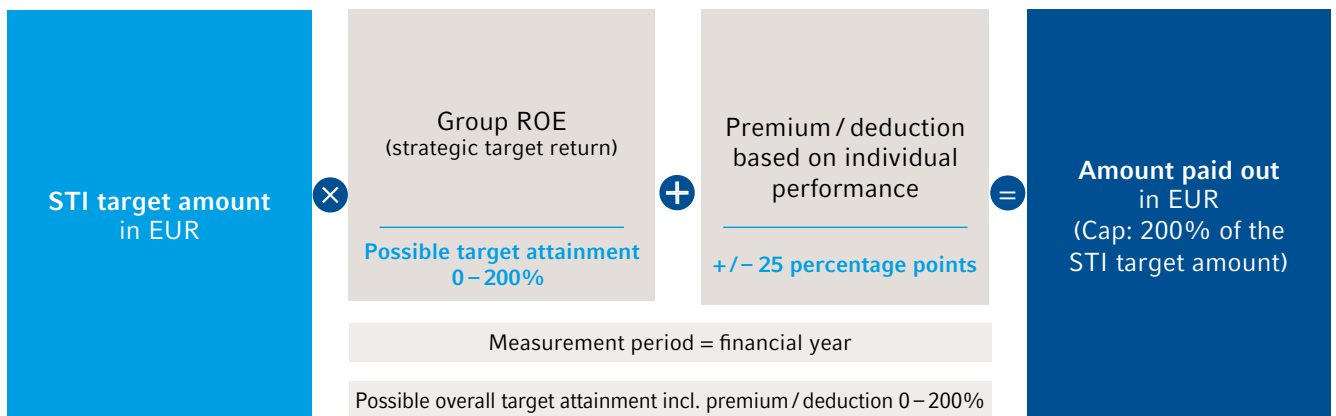 STI target amount
in EUR
×
Group ROE
(strategic target return)
Possible target attainment
0 – 200%
+
Premium / deduction
based on individual
performance
+ / – 25 percentage points
=
Amount paid out
in EUR
(Cap: 200% of the
STI target amount)
Measurement period = financial year
Possible overall target attainment incl. premium / deduction 0 – 200%